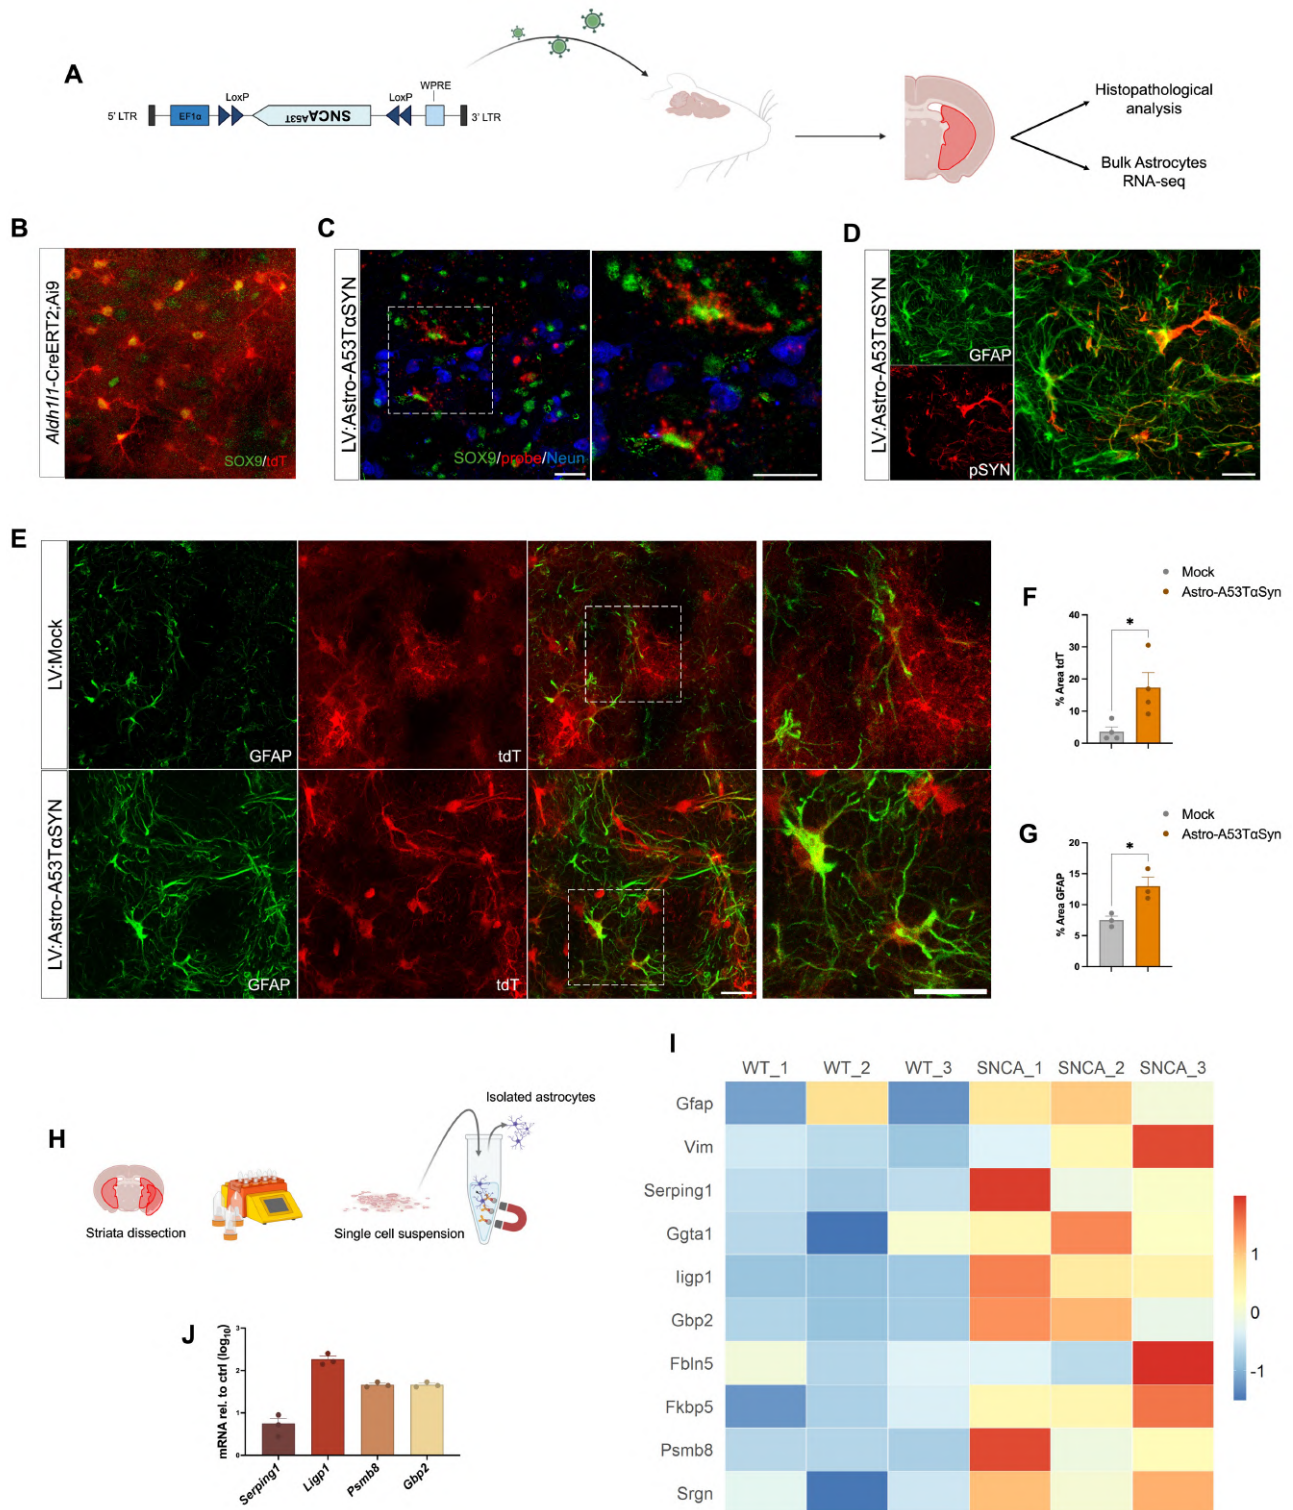 A
5' LTR
EF1α
LoxP
SNCA^A53T
LoxP
WPRE
3' LTR
Histopathological
analysis
Bulk Astrocytes
RNA-seq
B
Aldh1l1-CreERT2;Ai9
SOX9/tdT
C
LV:Astro-A53TαSYN
SOX9/probe/Neun
D
LV:Astro-A53TαSYN
GFAP
pSYN
E
LV:Mock
GFAP
tdT
LV:Astro-A53TαSYN
GFAP
tdT
F
Mock
Astro-A53TαSyn
% Area tdT
40
30
20
10
0
*
G
Mock
Astro-A53TαSyn
% Area GFAP
20
15
10
5
0
*
H
Striata dissection
Single cell suspension
Isolated astrocytes
I
WT_1 WT_2 WT_3 SNCA_1 SNCA_2 SNCA_3
Gfap
Vim
Serping1
Ggta1
Iigp1
Gbp2
Fbln5
Fkbp5
Psmb8
Srgn
1
0
-1
J
mRNA rel. to ctrl (log10)
3
2
1
0
Serping1 Ligp1 Psmb8 Gbp2